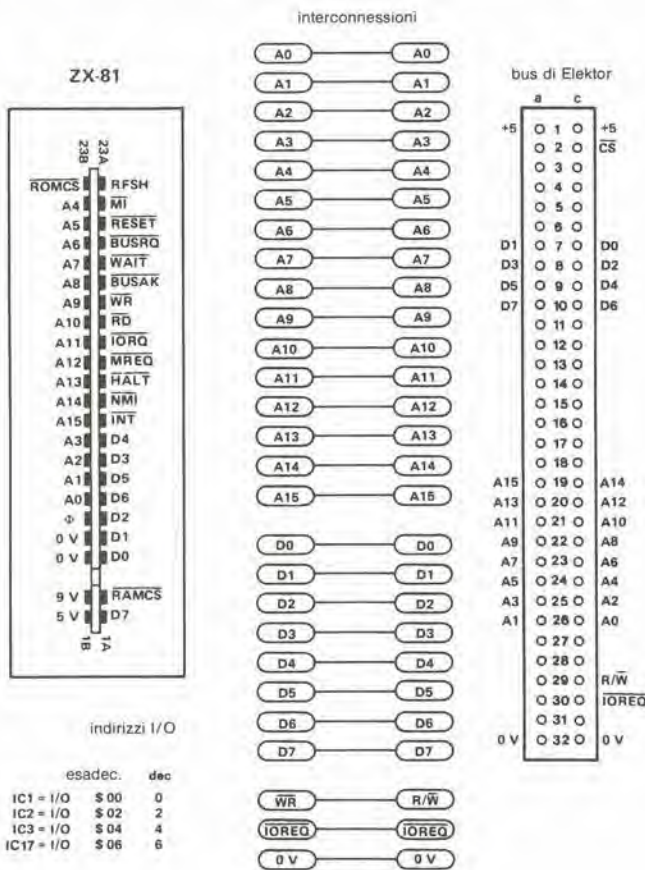 interconnessioni
ZX-81
23B 23A
ROMCS RFSH
A4 MI
A5 RESET
A6 BUSRQ
A7 WAIT
A8 BUSAK
A9 WR
A10 RD
A11 IORQ
A12 MREQ
A13 HALT
A14 NMI
A15 INT
A3 D4
A2 D3
A1 D5
A0 D6
Φ D2
0 V D1
0 V D0
9 V RAMCS
5 V D7
1B 1A
indirizzi I/O
esadec. dec
IC1 = I/O $ 00 0
IC2 = I/O $ 02 2
IC3 = I/O $ 04 4
IC17 = I/O $ 06 6
A0 A0
A1 A1
A2 A2
A3 A3
A4 A4
A5 A5
A6 A6
A7 A7
A8 A8
A9 A9
A10 A10
A11 A11
A12 A12
A13 A13
A14 A14
A15 A15
D0 D0
D1 D1
D2 D2
D3 D3
D4 D4
D5 D5
D6 D6
D7 D7
WR R/W
IOREQ IOREQ
0 V 0 V
bus di Elektor
a c
+5 1 +5
2 CS
3
4
5
6
D1 7 D0
D3 8 D2
D5 9 D4
D7 10 D6
11
12
13
14
15
16
17
18
A15 19 A14
A13 20 A12
A11 21 A10
A9 22 A8
A7 23 A6
A5 24 A4
A3 25 A2
A1 26 A0
27
28
29 R/W
30 IOREQ
31
0 V 32 0 V